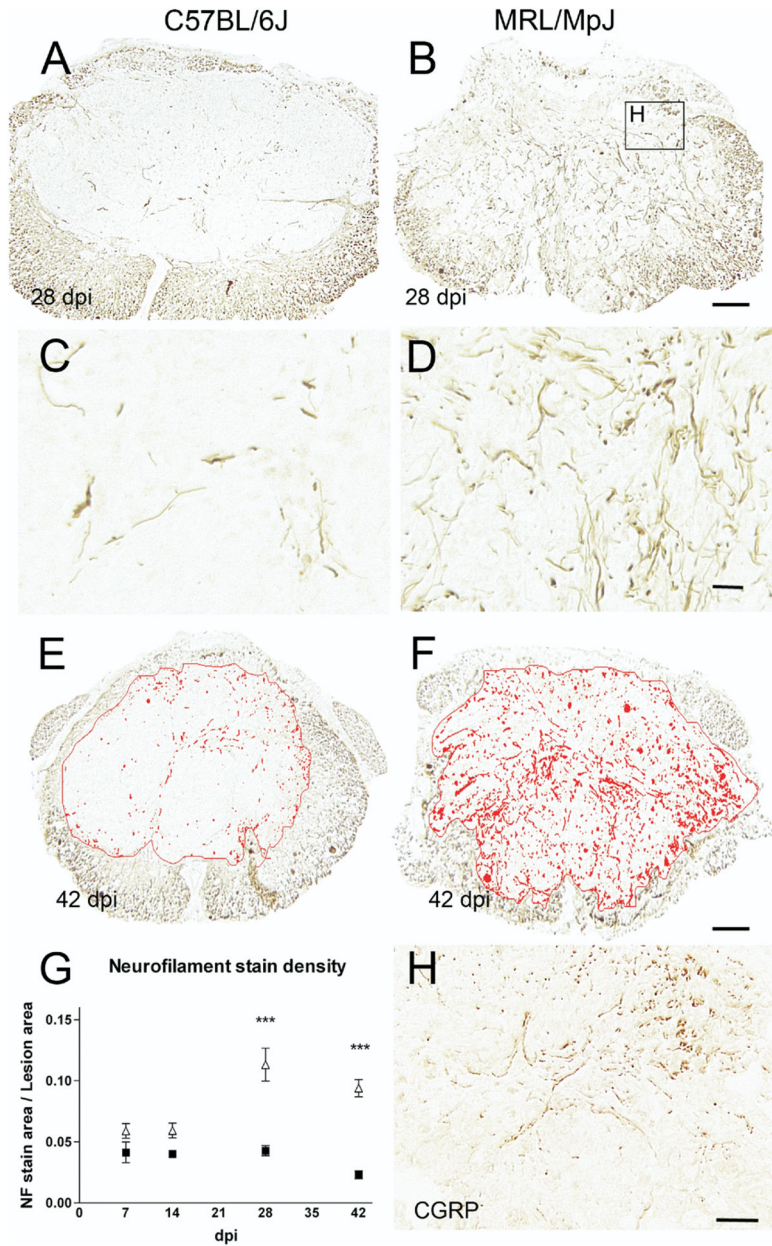 C57BL/6J MRL/MpJ
A B
H
28 dpi 28 dpi
C D
E F
42 dpi 42 dpi
G Neurofilament stain density H
NF stain area / Lesion area
0.15
0.10
0.05
0.00
*** ***
0 7 14 21 28 35 42
dpi
CGRP